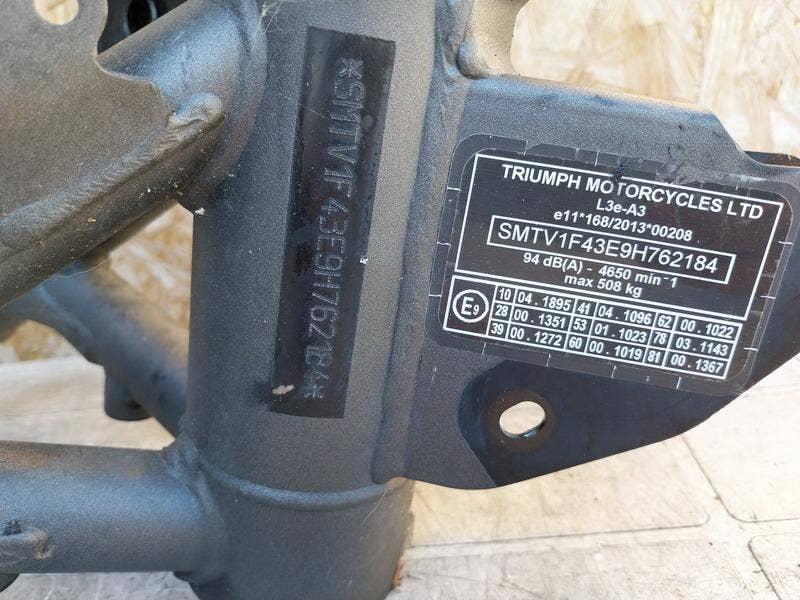 *SMTV1F43E9H762184*
TRIUMPH MOTORCYCLES LTD
L3e-A3
e11*168/2013*00208
SMTV1F43E9H762184
94 dB(A) - 4650 min⁻¹
max 508 kg
E9
10 04.1895 41 04.1096 62 00.1022
28 00.1351 53 01.1023 78 03.1143
39 00.1272 60 00.1019 81 00.1367